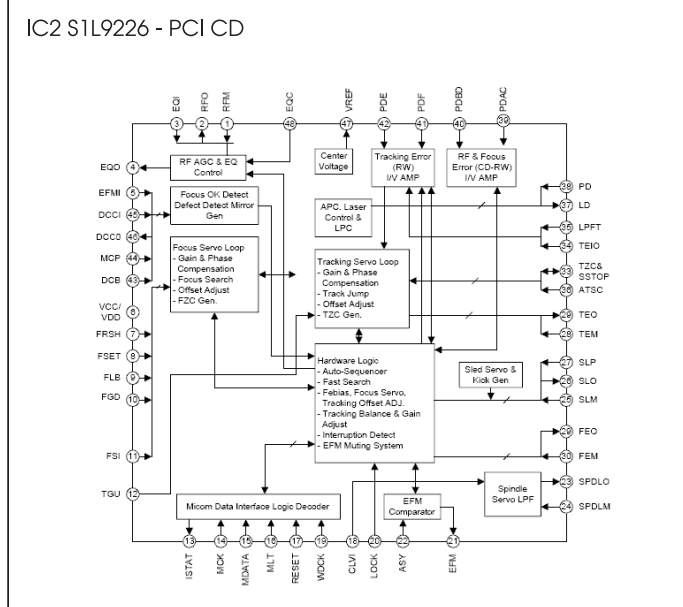 IC2 S1L9226 - PCI CD
EQI
RFO
RFM
EQC
VREF
PDE
PDF
PDBD
PDAC
3
2
1
48
47
42
41
40
39
EQO 4
EFMI 5
DCCI 45
DCC0 46
MCP 44
DCB 43
VCC/
VDD 6
FRSH 7
FSET 8
FLB 9
FGD 10
FSI 11
TGU 12
RF AGC & EQ
Control
Center
Voltage
Tracking Error
(RW)
I/V AMP
RF & Focus
Error (CD-RW)
I/V AMP
Focus OK Detect
Defect Detect Mirror
Gen
APC. Laser
Control &
LPC
Focus Servo Loop
- Gain & Phase
Compensation
- Focus Search
- Offset Adjust
- FZC Gen.
Tracking Servo Loop
- Gain & Phase
Compensation
- Track Jump
- Offset Adjust
- TZC Gen.
Hardware Logic
- Auto-Sequencer
- Fast Search
- Febias, Focus Servo,
Tracking Offset ADJ.
- Tracking Balance & Gain
Adjust
- Interruption Detect
- EFM Muting System
Sled Servo &
Kick Gen
Micom Data Interface Logic Decoder
EFM
Comparator
Spindle
Servo LPF
38 PD
37 LD
35 LPFT
34 TEIO
33 TZC&
SSTOP
36 ATSC
29 TEO
28 TEM
27 SLP
26 SLO
25 SLM
29 FEO
30 FEM
23 SPDLO
24 SPDLM
13
14
15
16
17
19
18
20
22
21
ISTAT
MCK
MDATA
MLT
RESET
WDCK
CLVI
LOCK
ASY
EFM